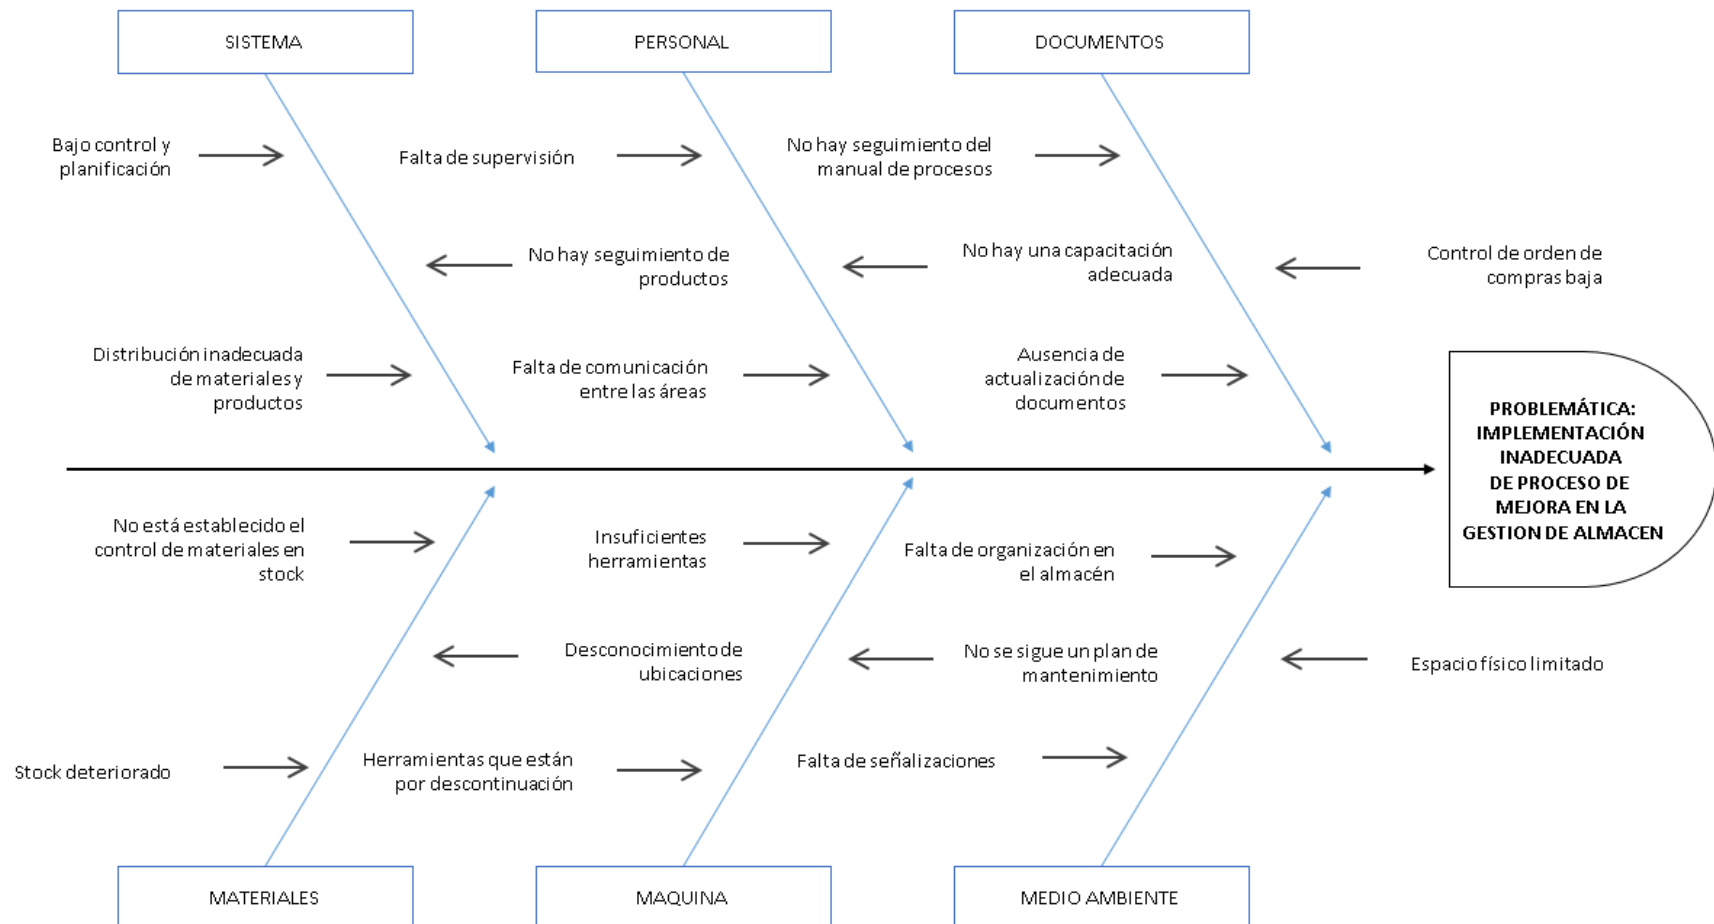 SISTEMA
PERSONAL
DOCUMENTOS
Bajo control y
planificación
Falta de supervisión
No hay seguimiento del
manual de procesos
No hay seguimiento de
productos
No hay una capacitación
adecuada
Control de orden de
compras baja
Distribución inadecuada
de materiales y
productos
Falta de comunicación
entre las áreas
Ausencia de
actualización de
documentos
PROBLEMÁTICA:
IMPLEMENTACIÓN
INADECUADA
DE PROCESO DE
MEJORA EN LA
GESTION DE ALMACEN
No está establecido el
control de materiales en
stock
Insuficientes
herramientas
Falta de organización en
el almacén
Desconocimiento de
ubicaciones
No se sigue un plan de
mantenimiento
Espacio físico limitado
Stock deteriorado
Herramientas que están
por descontinuación
Falta de señalizaciones
MATERIALES
MAQUINA
MEDIO AMBIENTE